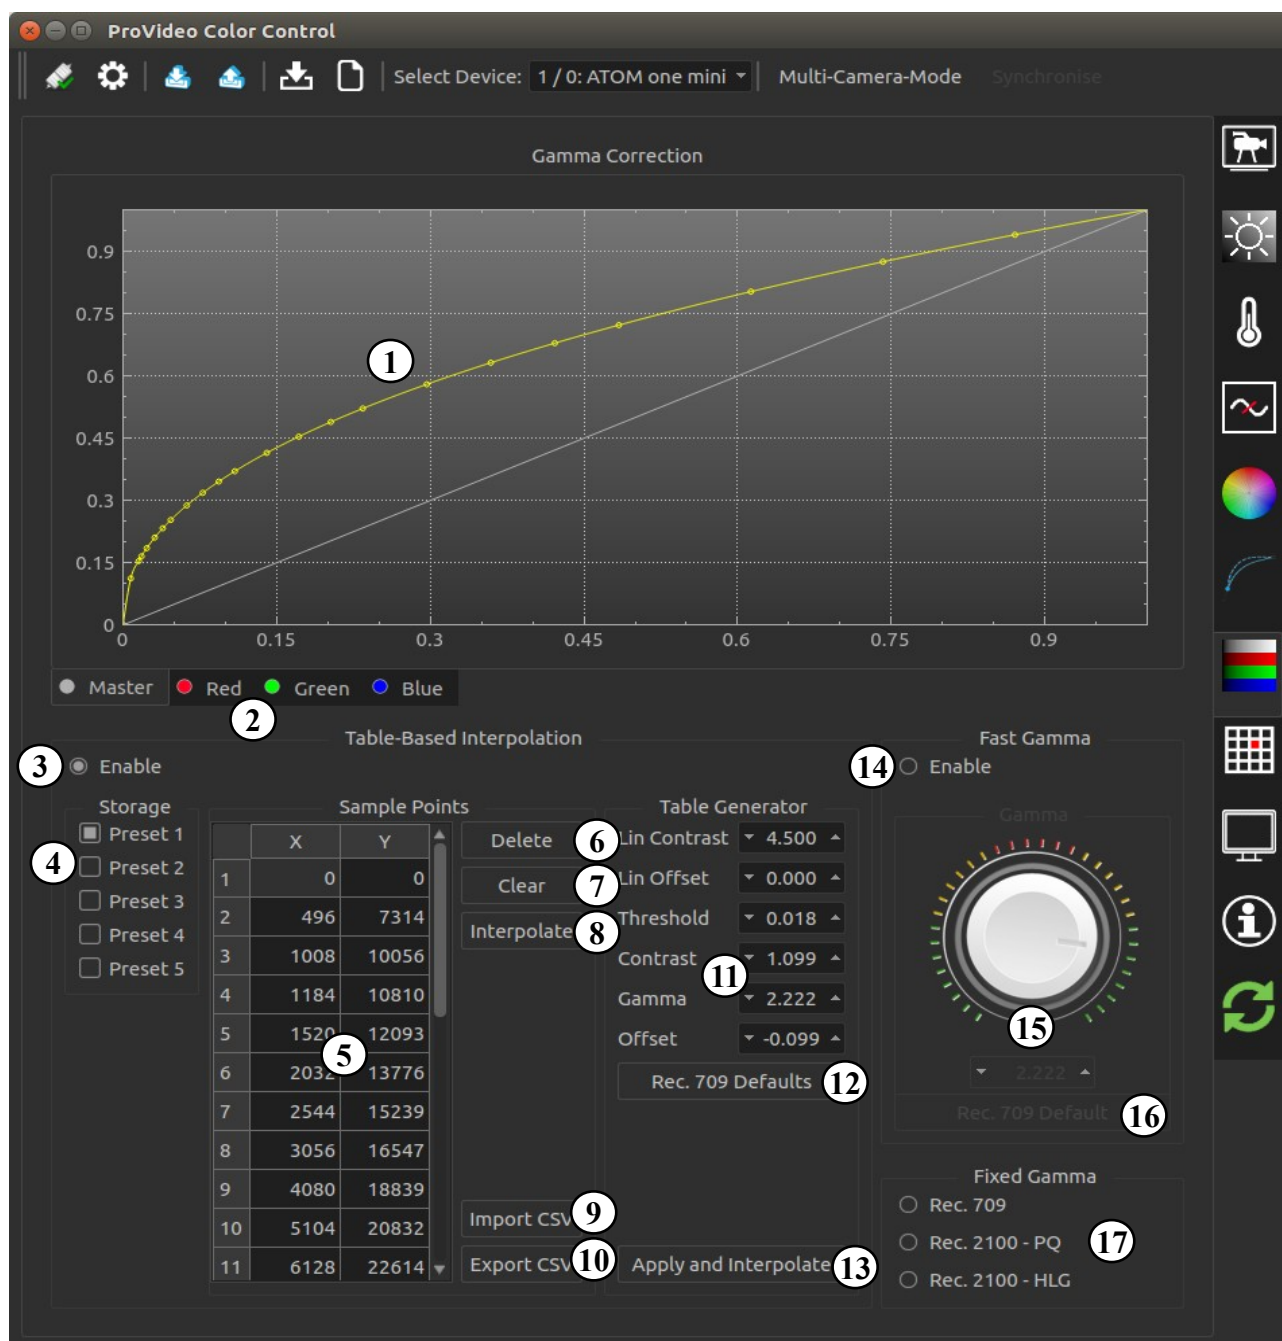 ProVideo Color Control
Select Device: 1 / 0: ATOM one mini Multi-Camera-Mode Synchronise
Gamma Correction
0.9
0.75
0.6
0.45
0.3
0.15
0
0 0.15 0.3 0.45 0.6 0.75 0.9
1
Master Red Green Blue
2
Table-Based Interpolation
3 Enable
Storage
Preset 1
4 Preset 2
Preset 3
Preset 4
Preset 5
Sample Points
X Y
1 0 0
2 496 7314
3 1008 10056
4 1184 10810
5 1520 12093
6 2032 13776
7 2544 15239
8 3056 16547
9 4080 18839
10 5104 20832
11 6128 22614
5
Delete 6
Clear 7
Interpolate 8
Import CSV 9
Export CSV 10
Table Generator
Lin Contrast 4.500
Lin Offset 0.000
Threshold 0.018
Contrast 1.099
11
Gamma 2.222
Offset -0.099
Rec. 709 Defaults 12
Apply and Interpolate 13
Fast Gamma
14 Enable
Gamma
15
2.222
Rec. 709 Default 16
Fixed Gamma
Rec. 709
Rec. 2100 - PQ 17
Rec. 2100 - HLG